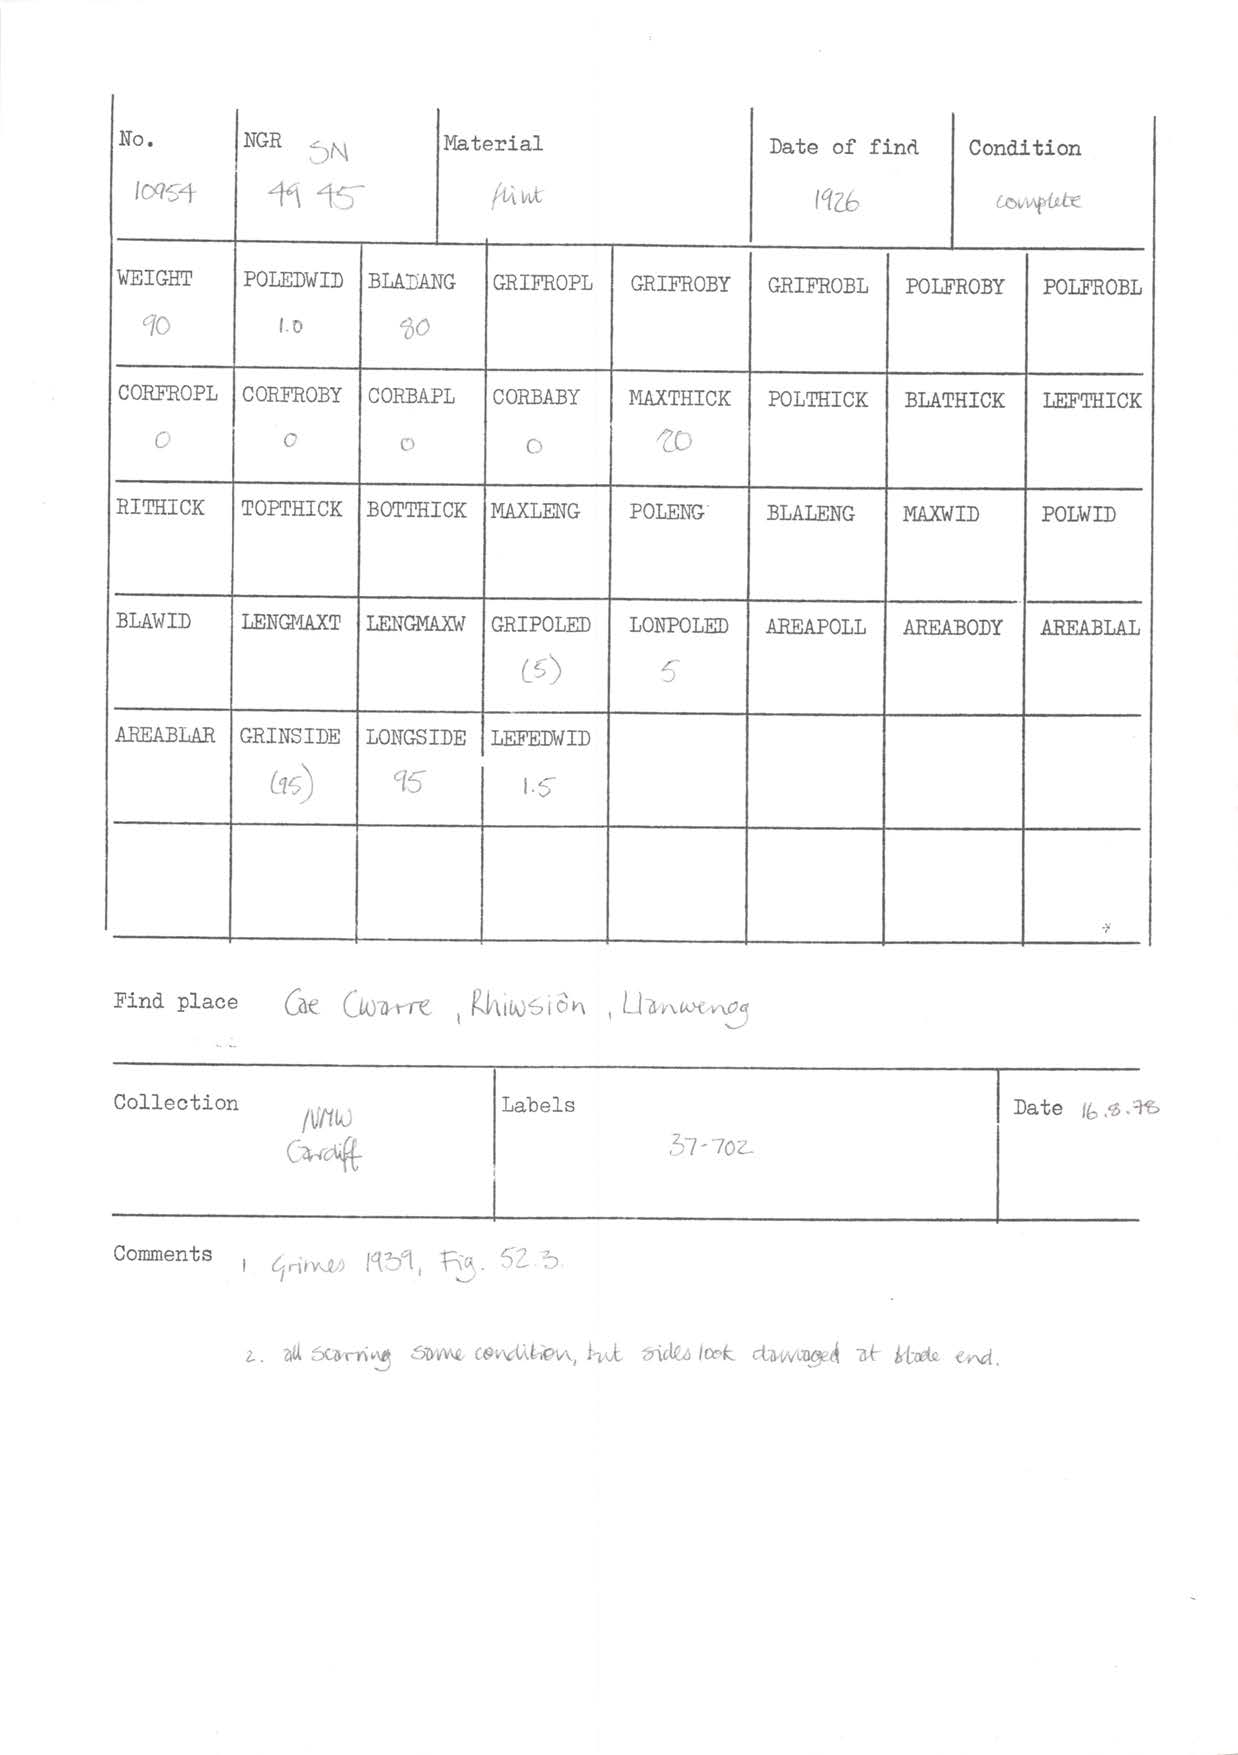 No. NGR SN Material Date of find Condition
10954 49 45 flint 1926 complete
WEIGHT POLEDWID BLADANG GRIFROPL GRIFROBY GRIFROBL POLFROBY POLFROBL
90 1.0 80
CORFROPL CORFROBY CORBAPL CORBABY MAXTHICK POLTHICK BLATHICK LEFTHICK
0 0 0 0 20
RITHICK TOPTHICK BOTTHICK MAXLENG POLENG BLALENG MAXWID POLWID
BLAWID LENGMAXT LENGMAXW GRIPOLED LONPOLED AREAPOLL AREABODY AREABLAL
(5) 5
AREABLAR GRINSIDE LONGSIDE LEFEDWID
(95) 95 1.5
Find place Cae Cwarre, Rhiwsiôn, Llanwenog
Collection Labels Date 16.8.78
NMW
Cardiff 37-702
Comments 1 Grimes 1939, Fig. 52.3.
2. all scarring same condition, but sides look damaged at blade end.